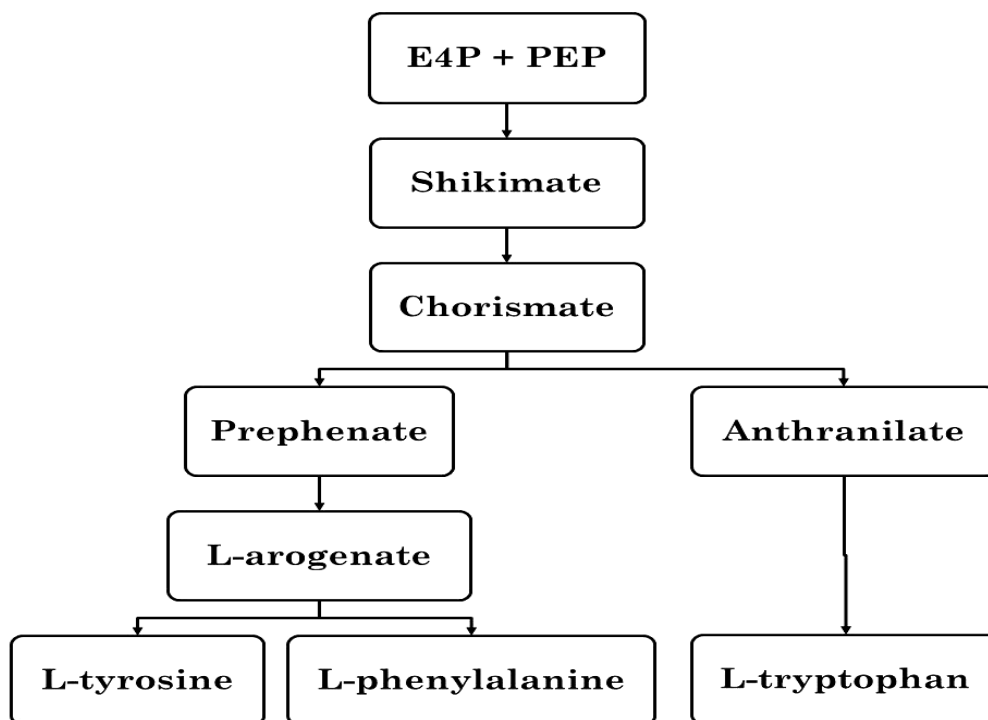 E4P + PEP
Shikimate
Chorismate
Prephenate
Anthranilate
L-arogenate
L-tyrosine
L-phenylalanine
L-tryptophan